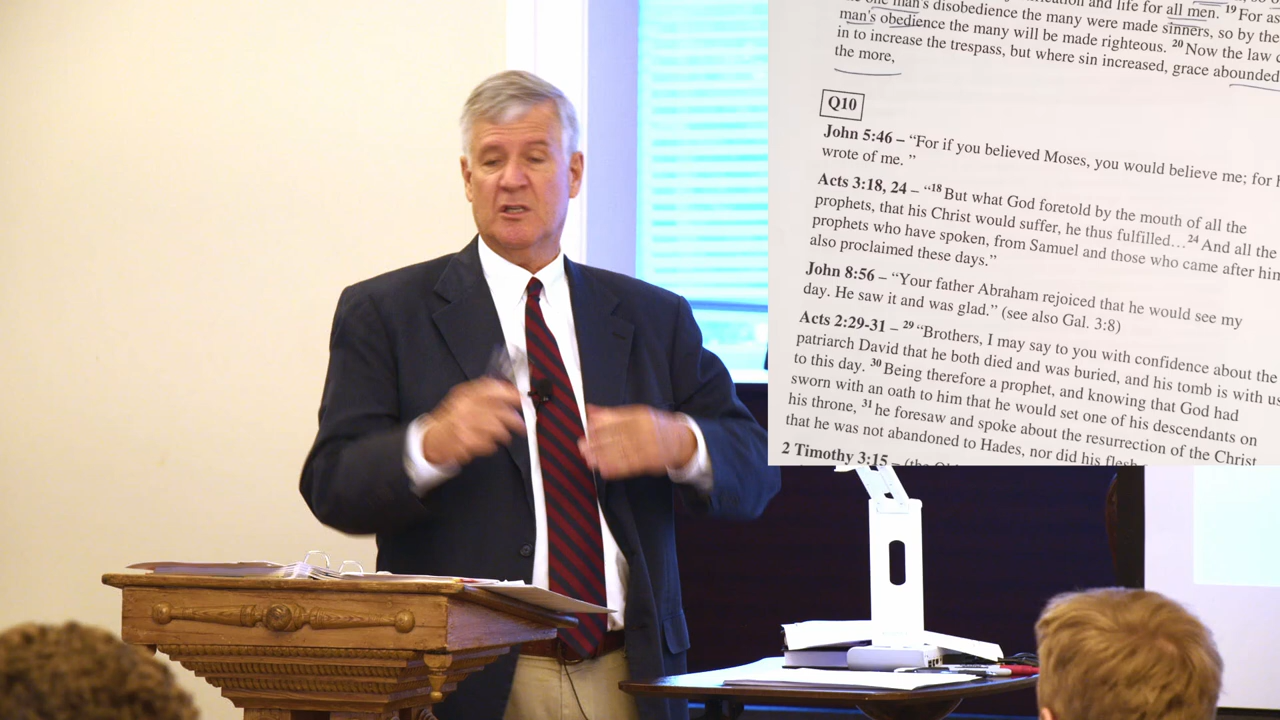 and life for all men. 19 For as
one man's disobedience the many were made sinners, so by the
man's obedience the many will be made righteous. 20 Now the law
in to increase the trespass, but where sin increased, grace abounded
the more,
Q10
John 5:46 – “For if you believed Moses, you would believe me; for
wrote of me. ”
Acts 3:18, 24 – “18 But what God foretold by the mouth of all the
prophets, that his Christ would suffer, he thus fulfilled…24 And all the
prophets who have spoken, from Samuel and those who came after him
also proclaimed these days.”
John 8:56 – “Your father Abraham rejoiced that he would see my
day. He saw it and was glad.” (see also Gal. 3:8)
Acts 2:29-31 – 29 “Brothers, I may say to you with confidence about the
patriarch David that he both died and was buried, and his tomb is with us
to this day. 30 Being therefore a prophet, and knowing that God had
sworn with an oath to him that he would set one of his descendants on
his throne, 31 he foresaw and spoke about the resurrection of the Christ
that he was not abandoned to Hades, nor did his flesh
2 Timothy 3:15 – (the